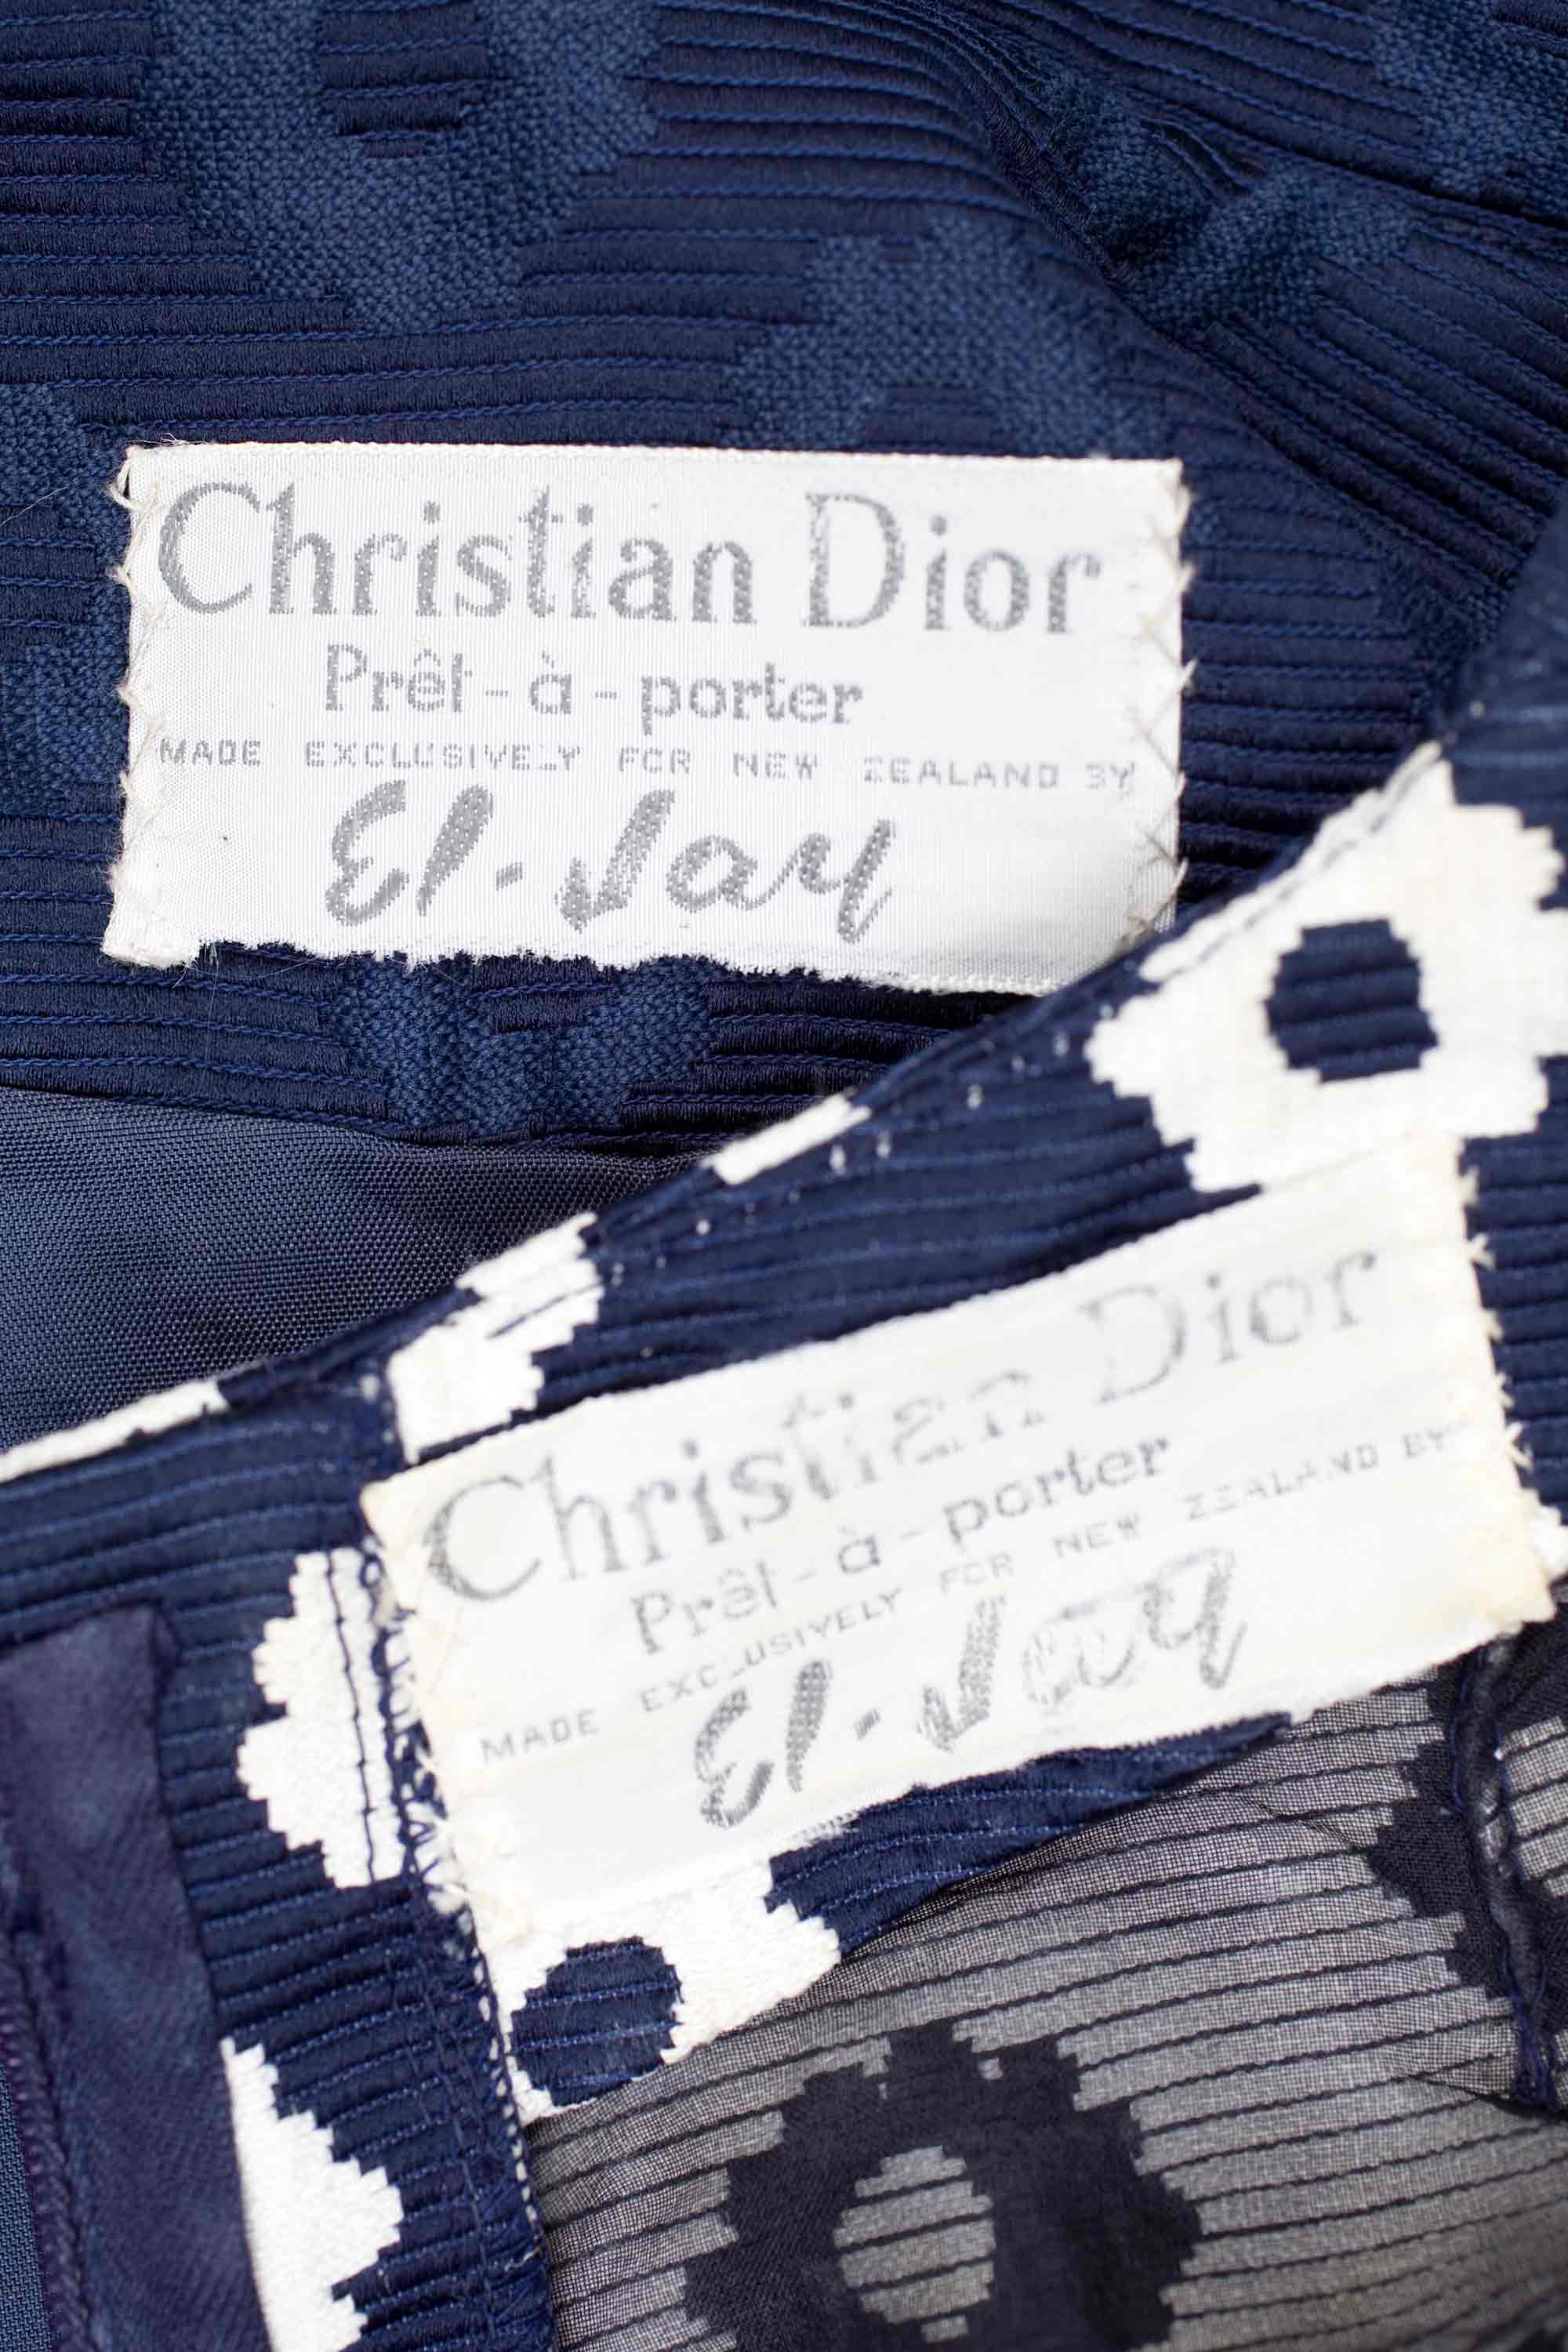 Christian Dior
Prêt-à-porter
MADE EXCLUSIVELY FOR NEW ZEALAND BY
El-Jay
Christian Dior
Prêt-à-porter
MADE EXCLUSIVELY FOR NEW ZEALAND BY
El-Jay